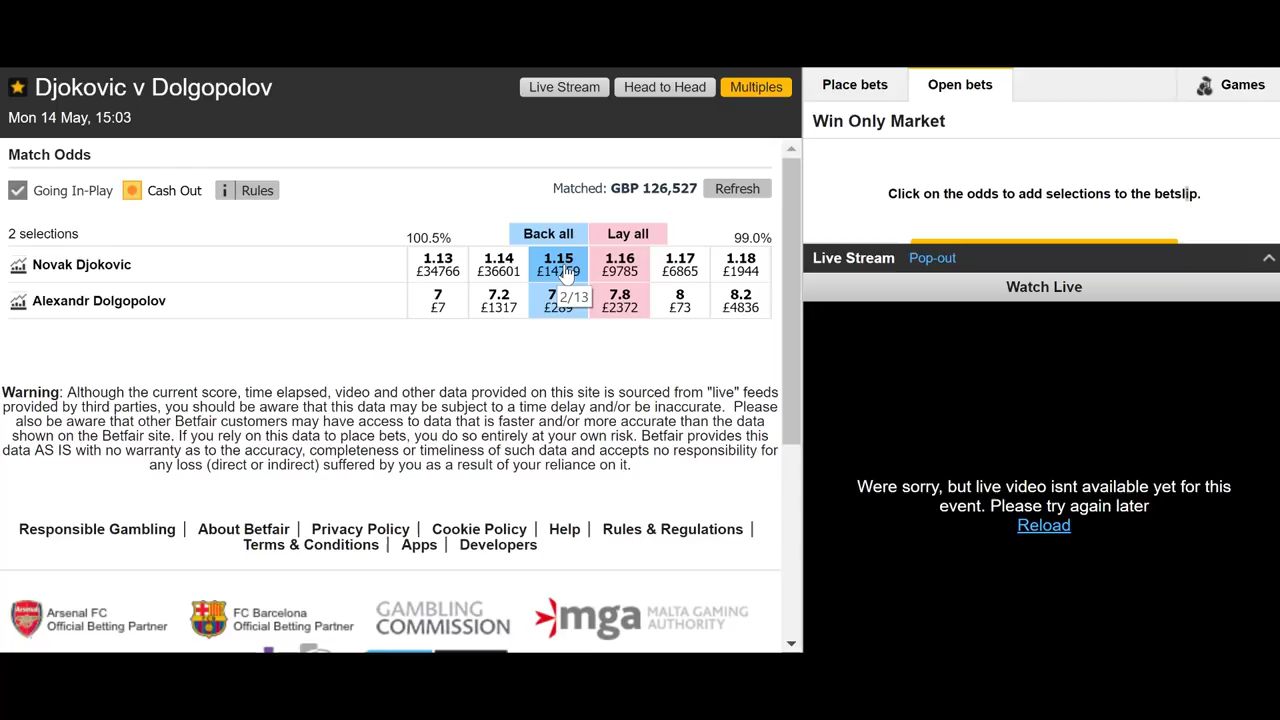 Djokovic v Dolgopolov
Live Stream
Head to Head
Multiples
Mon 14 May, 15:03
Match Odds
Going In-Play
Cash Out
i Rules
Matched: GBP 126,527
Refresh
2 selections
100.5%
Back all
Lay all
99.0%
Novak Djokovic
1.13 1.14 1.15 1.16 1.17 1.18
£34766 £36601 £9785 £6865 £1944
2/13
Alexandr Dolgopolov
7 7.2 7.8 8 8.2
£7 £1317 £289 £2372 £73 £4836
Warning: Although the current score, time elapsed, video and other data provided on this site is sourced from "live" feeds
provided by third parties, you should be aware that this data may be subject to a time delay and/or be inaccurate. Please
also be aware that other Betfair customers may have access to data that is faster and/or more accurate than the data
shown on the Betfair site. If you rely on this data to place bets, you do so entirely at your own risk. Betfair provides this
data AS IS with no warranty as to the accuracy, completeness or timeliness of such data and accepts no responsibility for
any loss (direct or indirect) suffered by you as a result of your reliance on it.
Responsible Gambling | About Betfair | Privacy Policy | Cookie Policy | Help | Rules & Regulations |
Terms & Conditions | Apps | Developers
Arsenal FC
Official Betting Partner
FC Barcelona
Official Betting Partner
GAMBLING
COMMISSION
mga MALTA GAMING
AUTHORITY
Place bets
Open bets
Games
Win Only Market
Click on the odds to add selections to the betslip.
Live Stream Pop-out
Watch Live
Were sorry, but live video isnt available yet for this
event. Please try again later
Reload